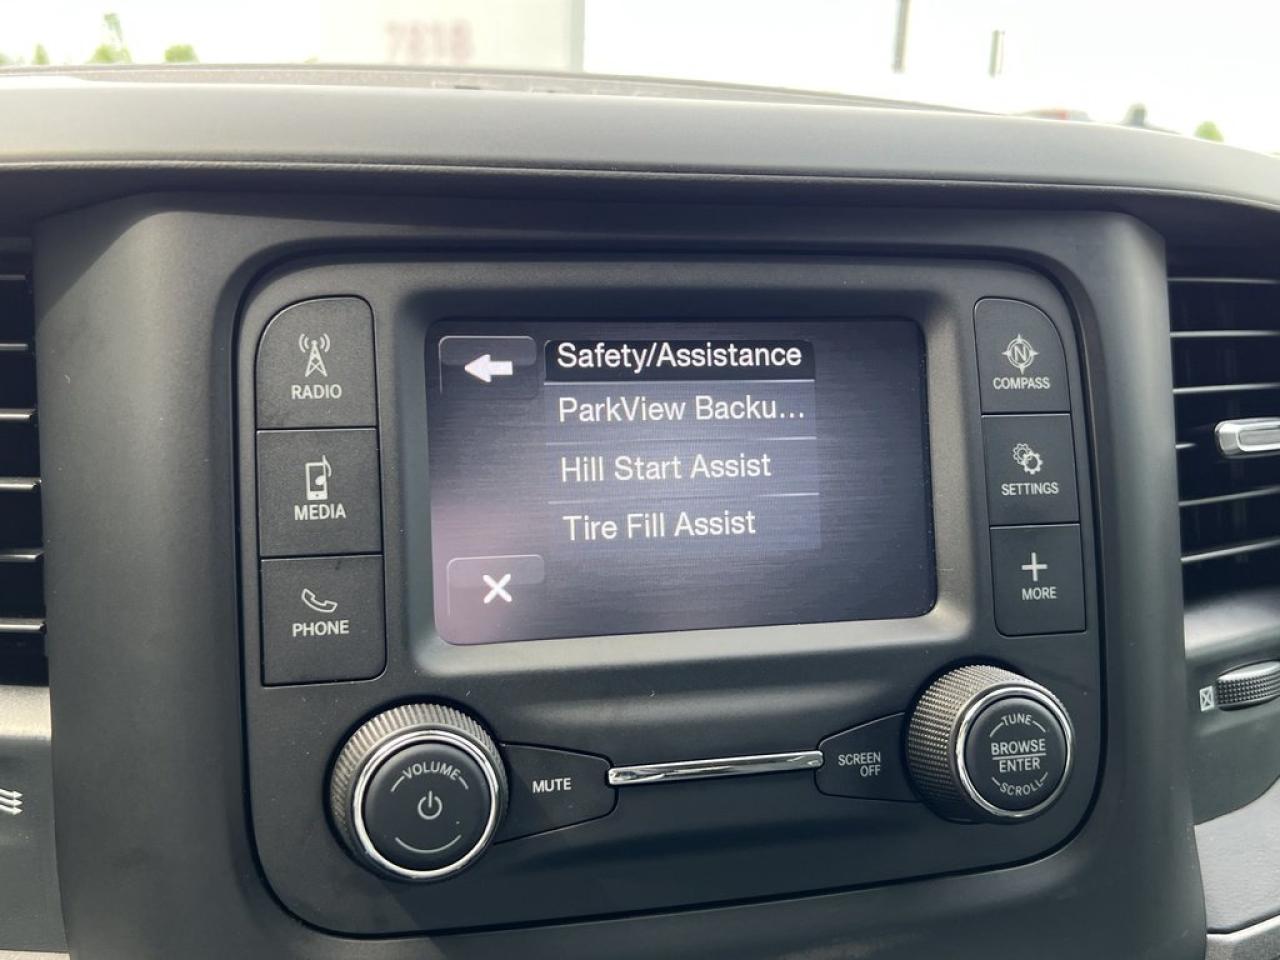 7218
RADIO
MEDIA
PHONE
Safety/Assistance
ParkView Backu...
Hill Start Assist
Tire Fill Assist
N
COMPASS
SETTINGS
MORE
VOLUME
MUTE
SCREEN
OFF
TUNE
BROWSE
ENTER
SCROLL